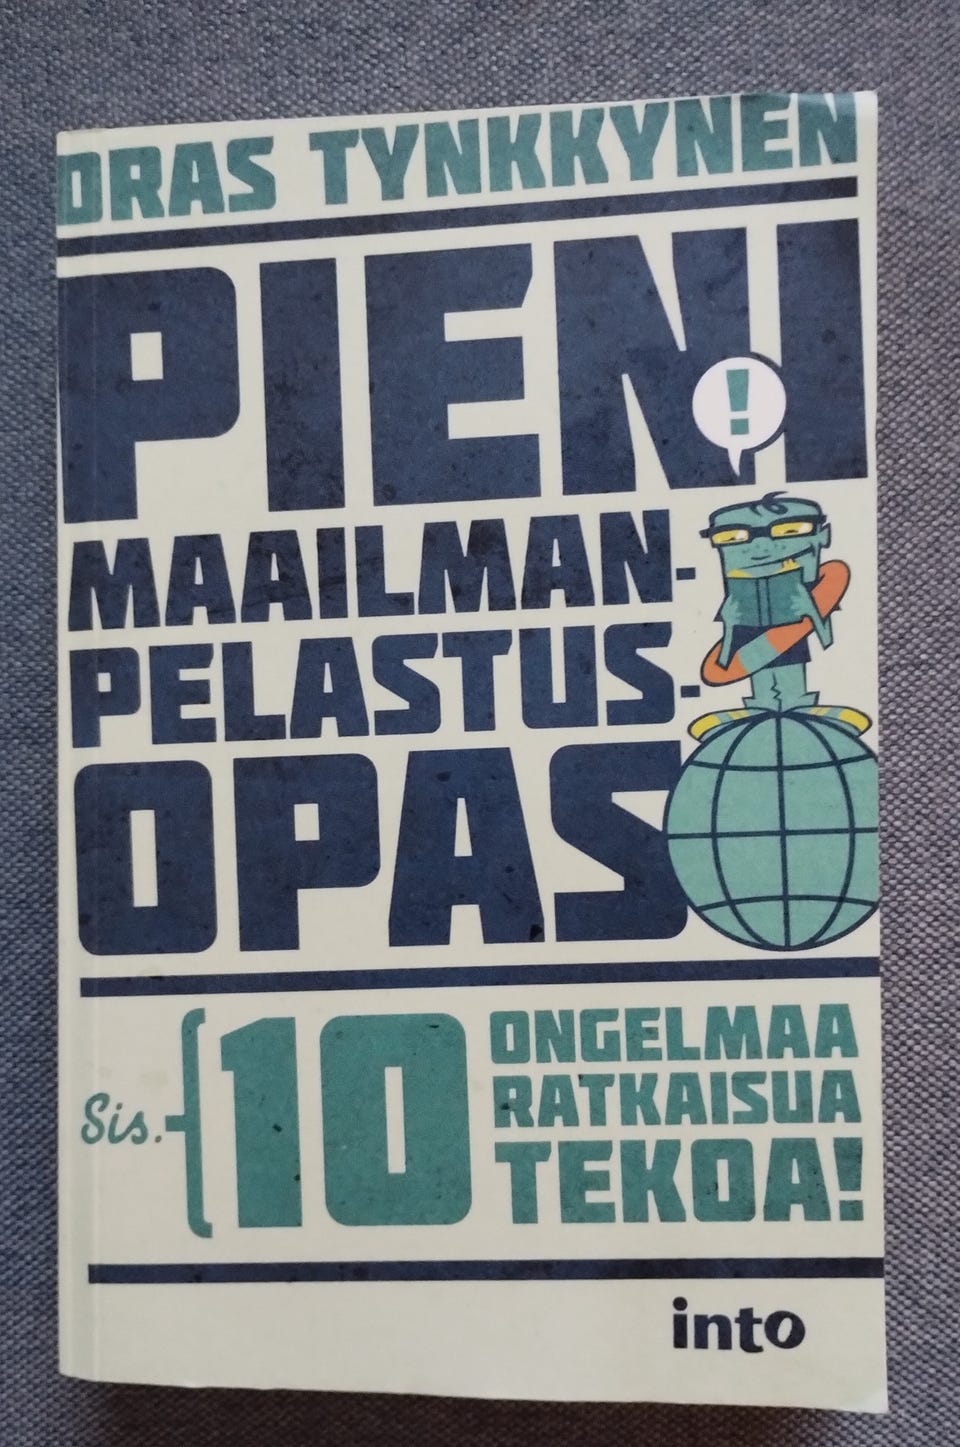 ORAS TYNKKYNEN
PIENI
!
MAAILMAN-
PELASTUS-
OPAS
Sis. {10
ONGELMAA
RATKAISUA
TEKOA!
into